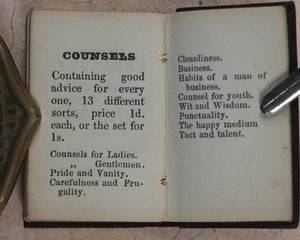 COUNSELS
Containing good
advice for every
one, 13 different
sorts, price 1d.
each, or the set for
1s.
Counsels for Ladies.
„ Gentlemen.
Pride and Vanity.
Carefulness and Fru-
gality.
Cleanliness.
Business.
Habits of a man of
business.
Counsel for youth.
Wit and Wisdom.
Punctuality.
The happy medium
Tact and talent.